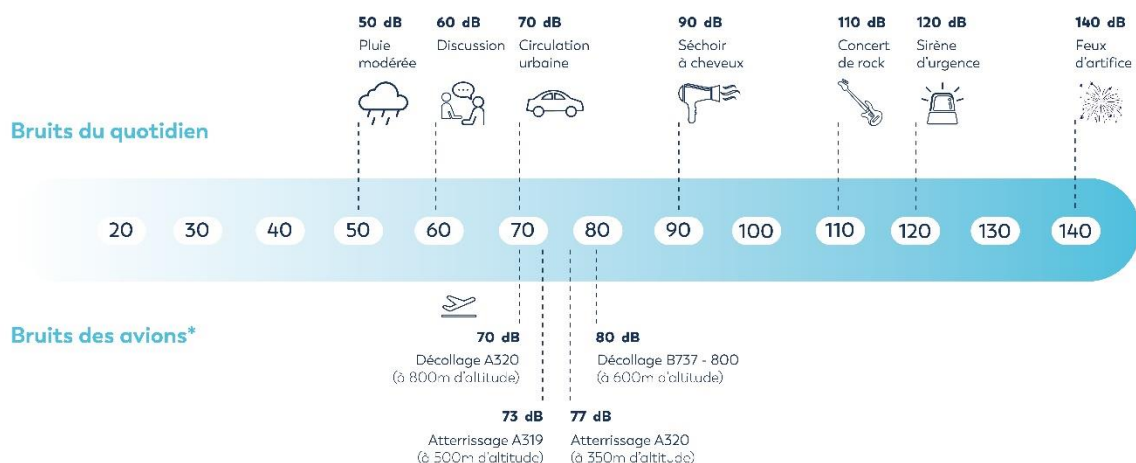 50 dB
Pluie
modérée
60 dB
Discussion
70 dB
Circulation
urbaine
90 dB
Séchoir
à cheveux
110 dB
Concert
de rock
120 dB
Sirène
d'urgence
140 dB
Feux
d'artifice
Bruits du quotidien
20 30 40 50 60 70 80 90 100 110 120 130 140
Bruits des avions*
70 dB
Décollage A320
(à 800m d'altitude)
80 dB
Décollage B737 - 800
(à 600m d'altitude)
73 dB
Atterrissage A319
(à 500m d'altitude)
77 dB
Atterrissage A320
(à 350m d'altitude)